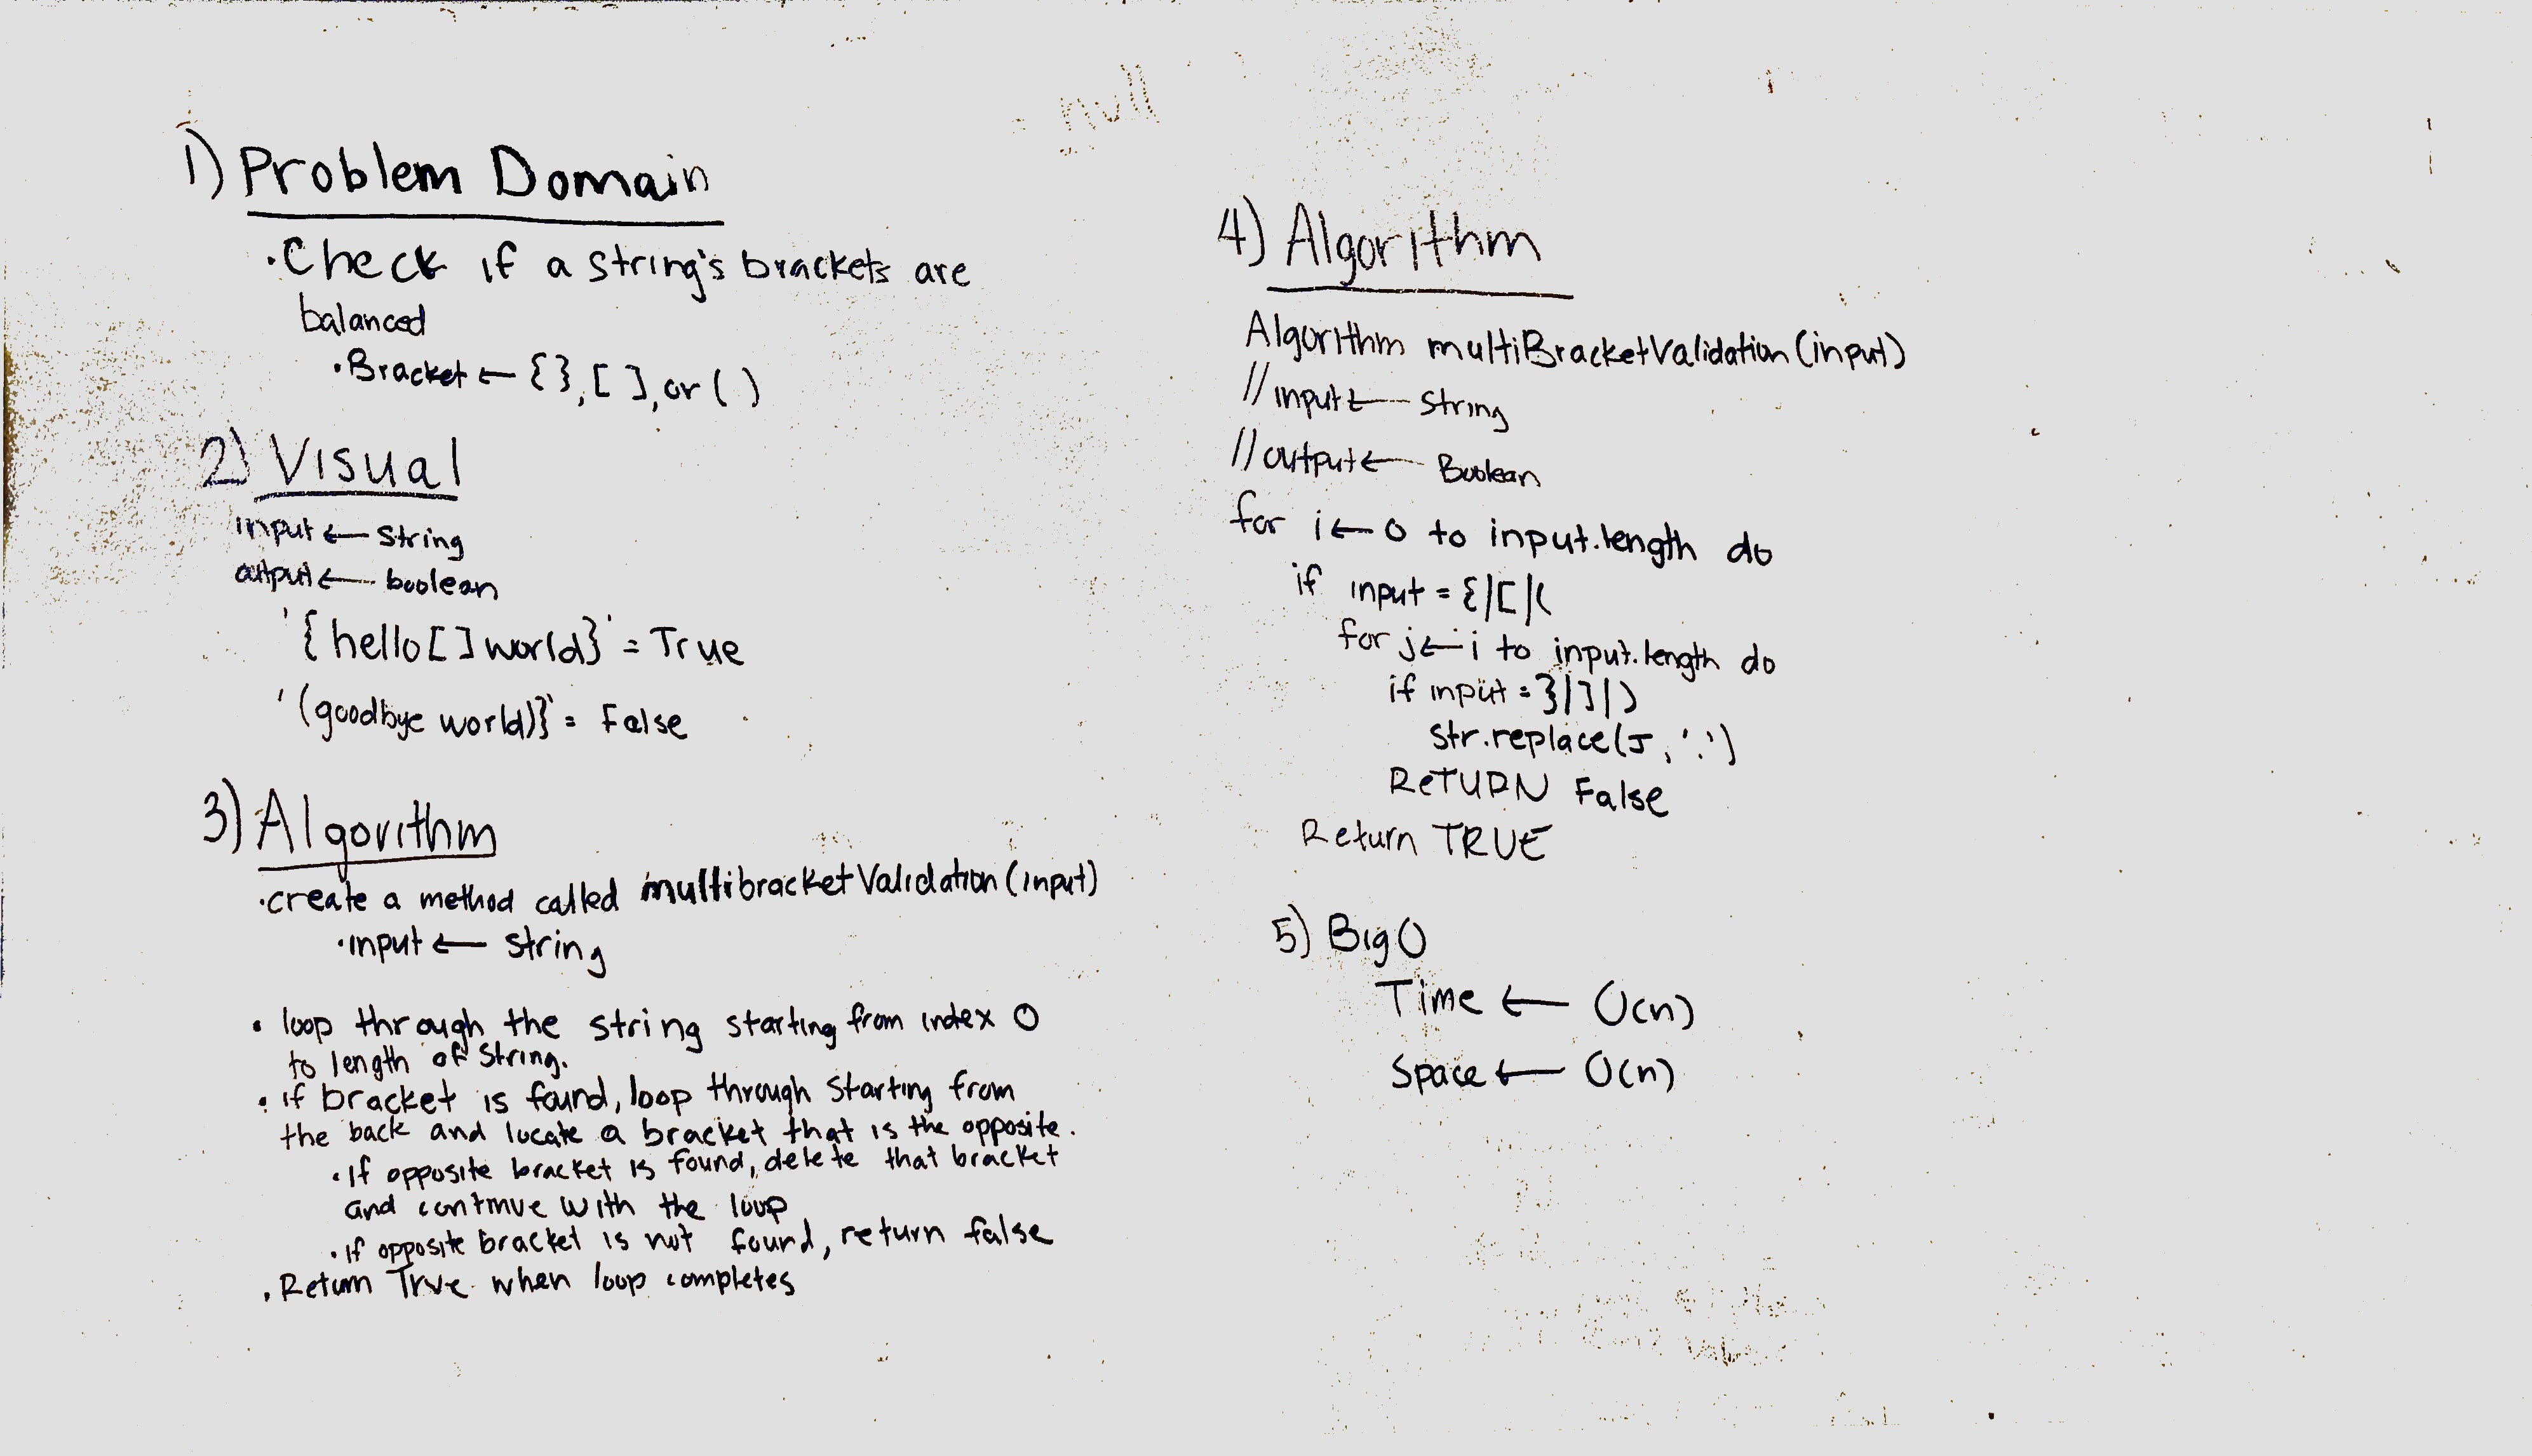 null
1) Problem Domain
·Check if a string's brackets are
balanced
·Bracket ← {}, [ ], or ( )
2) Visual
input ← string
output ← boolean
'{hello[]world}' = True
'(goodbye world)}' = False
3) Algorithm
·create a method called multibracketValidation(input)
·input ← string
· loop through the string starting from index 0
to length of string.
· if bracket is found, loop through starting from
the back and locate a bracket that is the opposite.
·If opposite bracket is found, delete that bracket
and continue with the loop
·If opposite bracket is not found, return false
·Return True when loop completes
4) Algorithm
Algorithm multiBracketValidation(input)
//input ← String
//output ← Boolean
for i ← 0 to input.length do
if input = {|[|(
for j ← i to input.length do
if input = }|]|)
str.replace(J, '.')
ReTURN False
Return TRUE
5) Big O
Time ← O(n)
Space ← O(n)